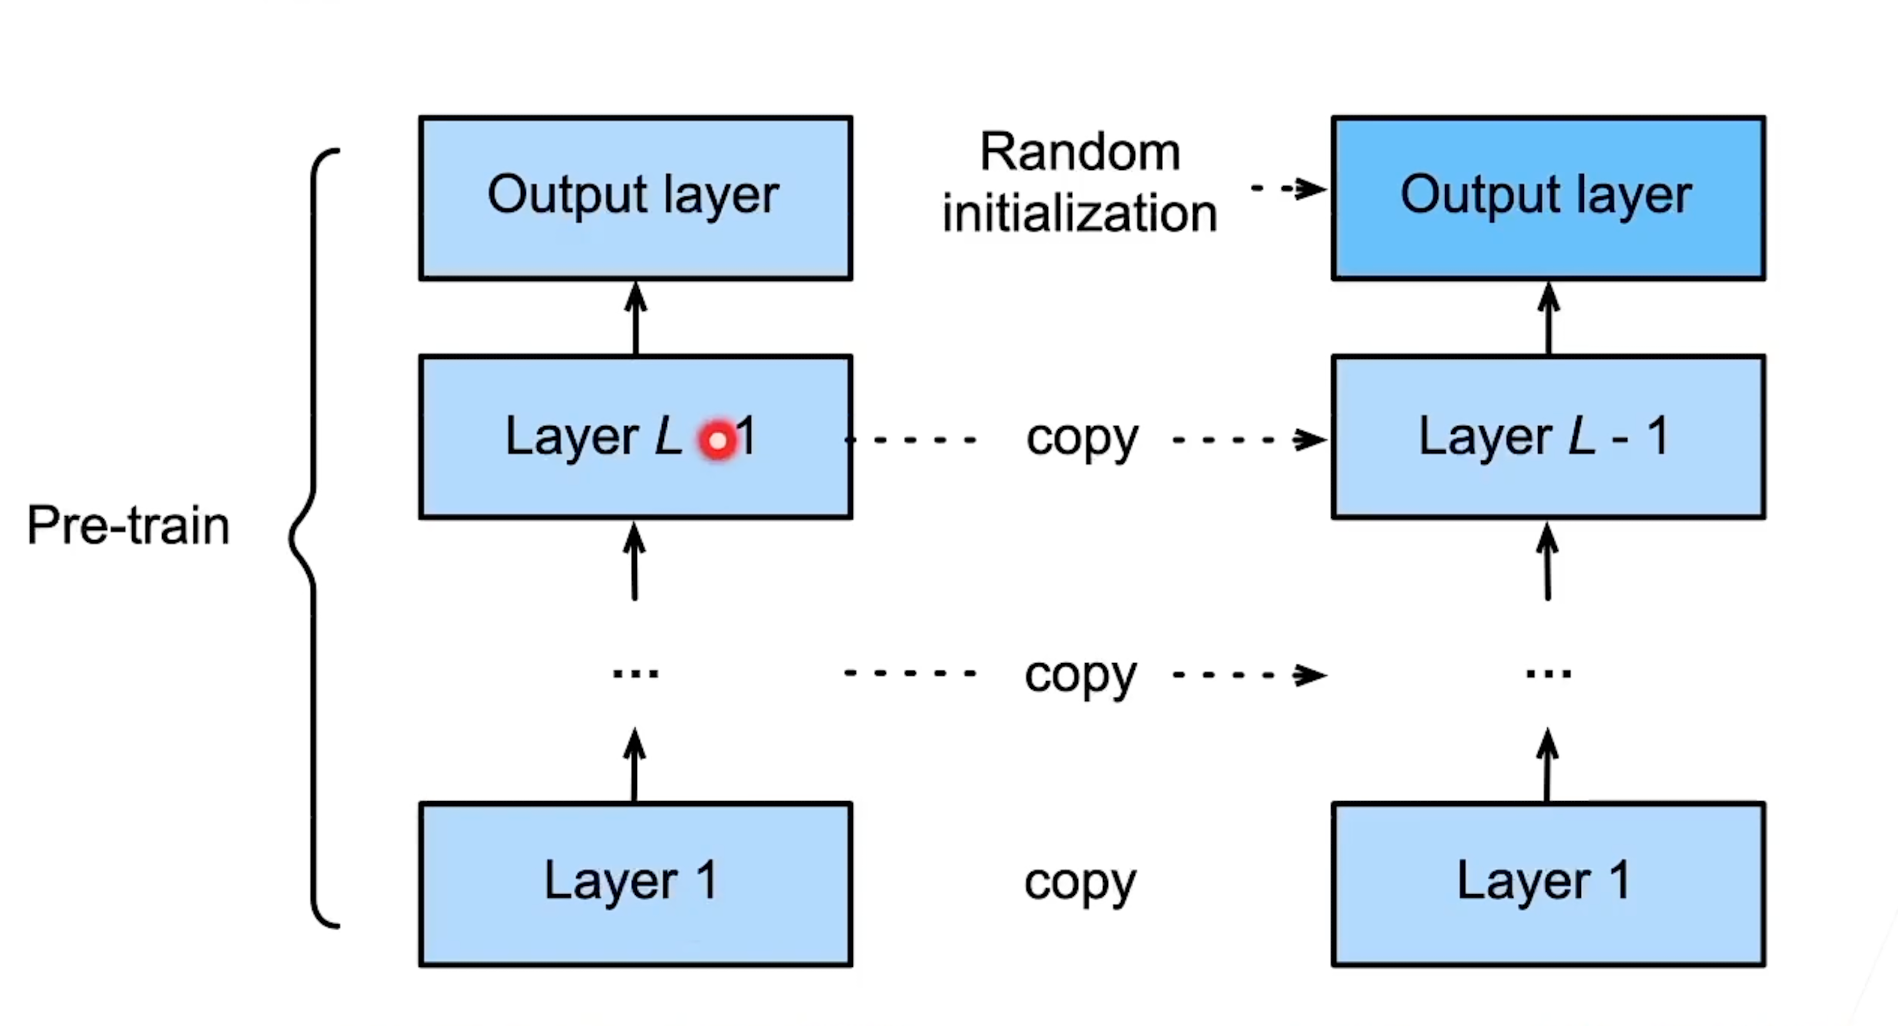 Output layer
Random
initialization
Output layer
Layer L 1
copy
Layer L - 1
Pre-train
...
copy
...
Layer 1
copy
Layer 1